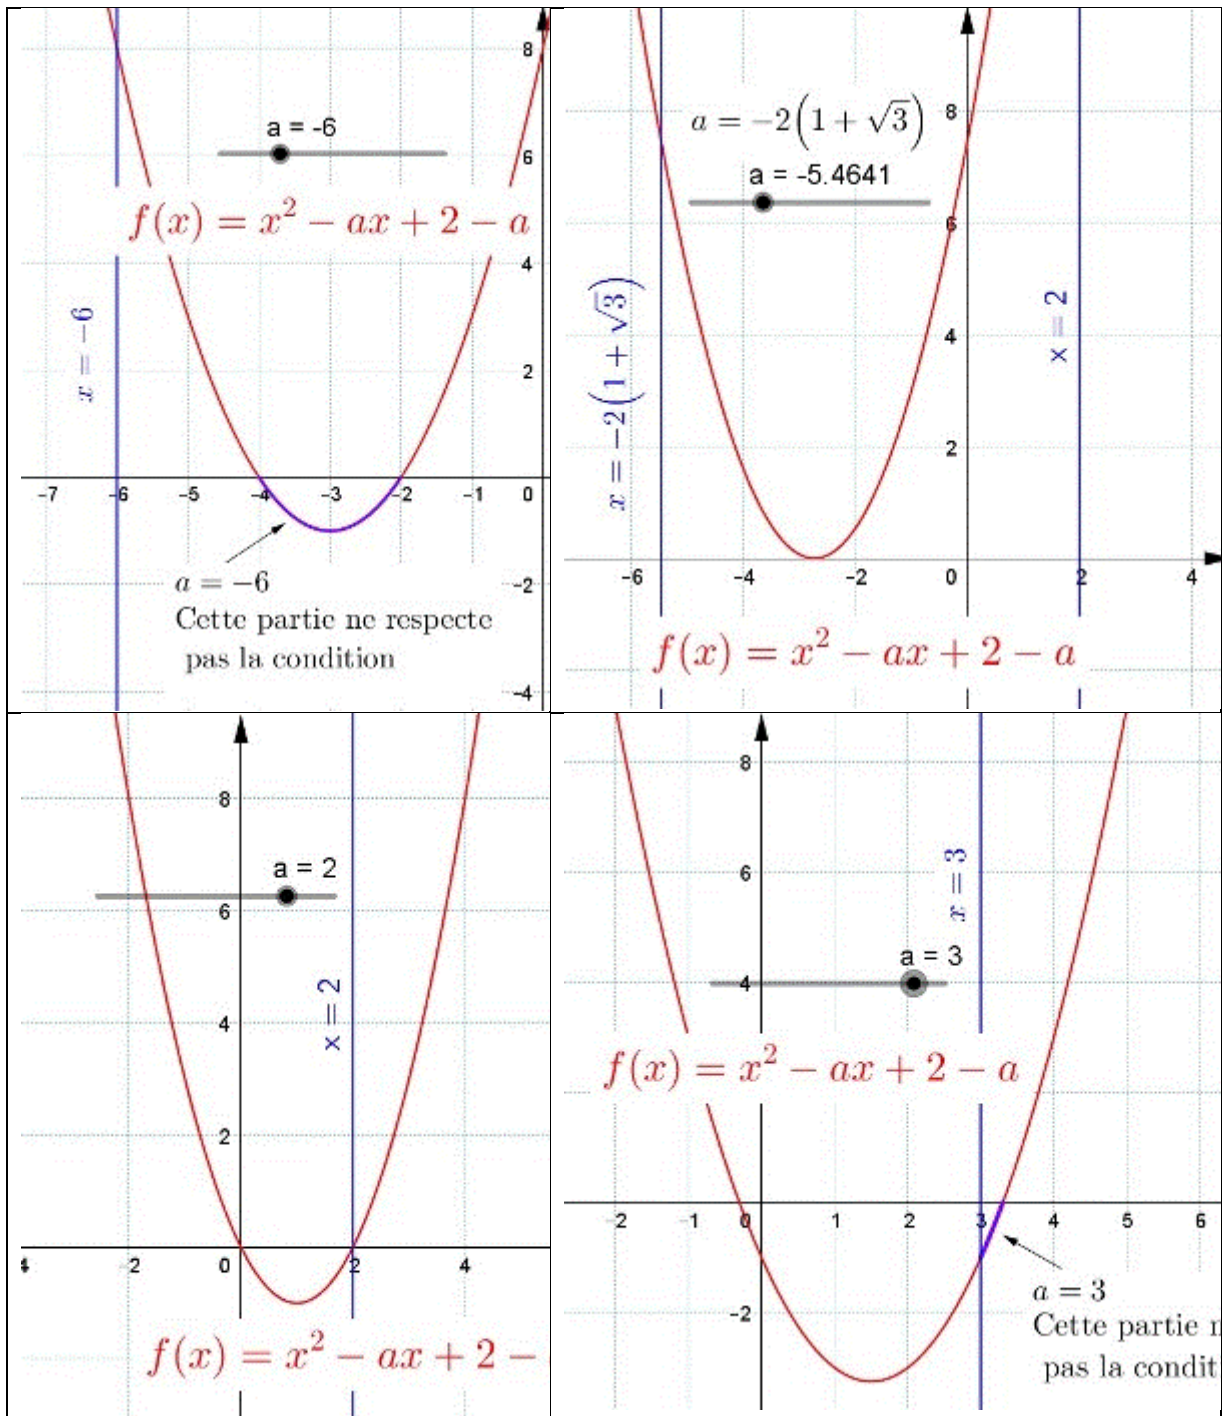 8
a = -6
6
f(x) = x² − ax + 2 − a
4
x = −6
2
-7 -6 -5 -4 -3 -2 -1 0
a = −6
-2
Cette partie ne respecte
pas la condition
-4
8
a = −2(1 + √3)
a = -5.4641
6
x = −2(1 + √3)
4
x = 2
2
-6 -4 -2 0 2 4
f(x) = x² − ax + 2 − a
8
a = 2
6
x = 2
4
2
4 -2 0 2 4
f(x) = x² − ax + 2 −
8
6
x = 3
a = 3
4
f(x) = x² − ax + 2 − a
-2 -1 0 1 2 3 4 5 6
a = 3
-2
Cette partie
pas la condit